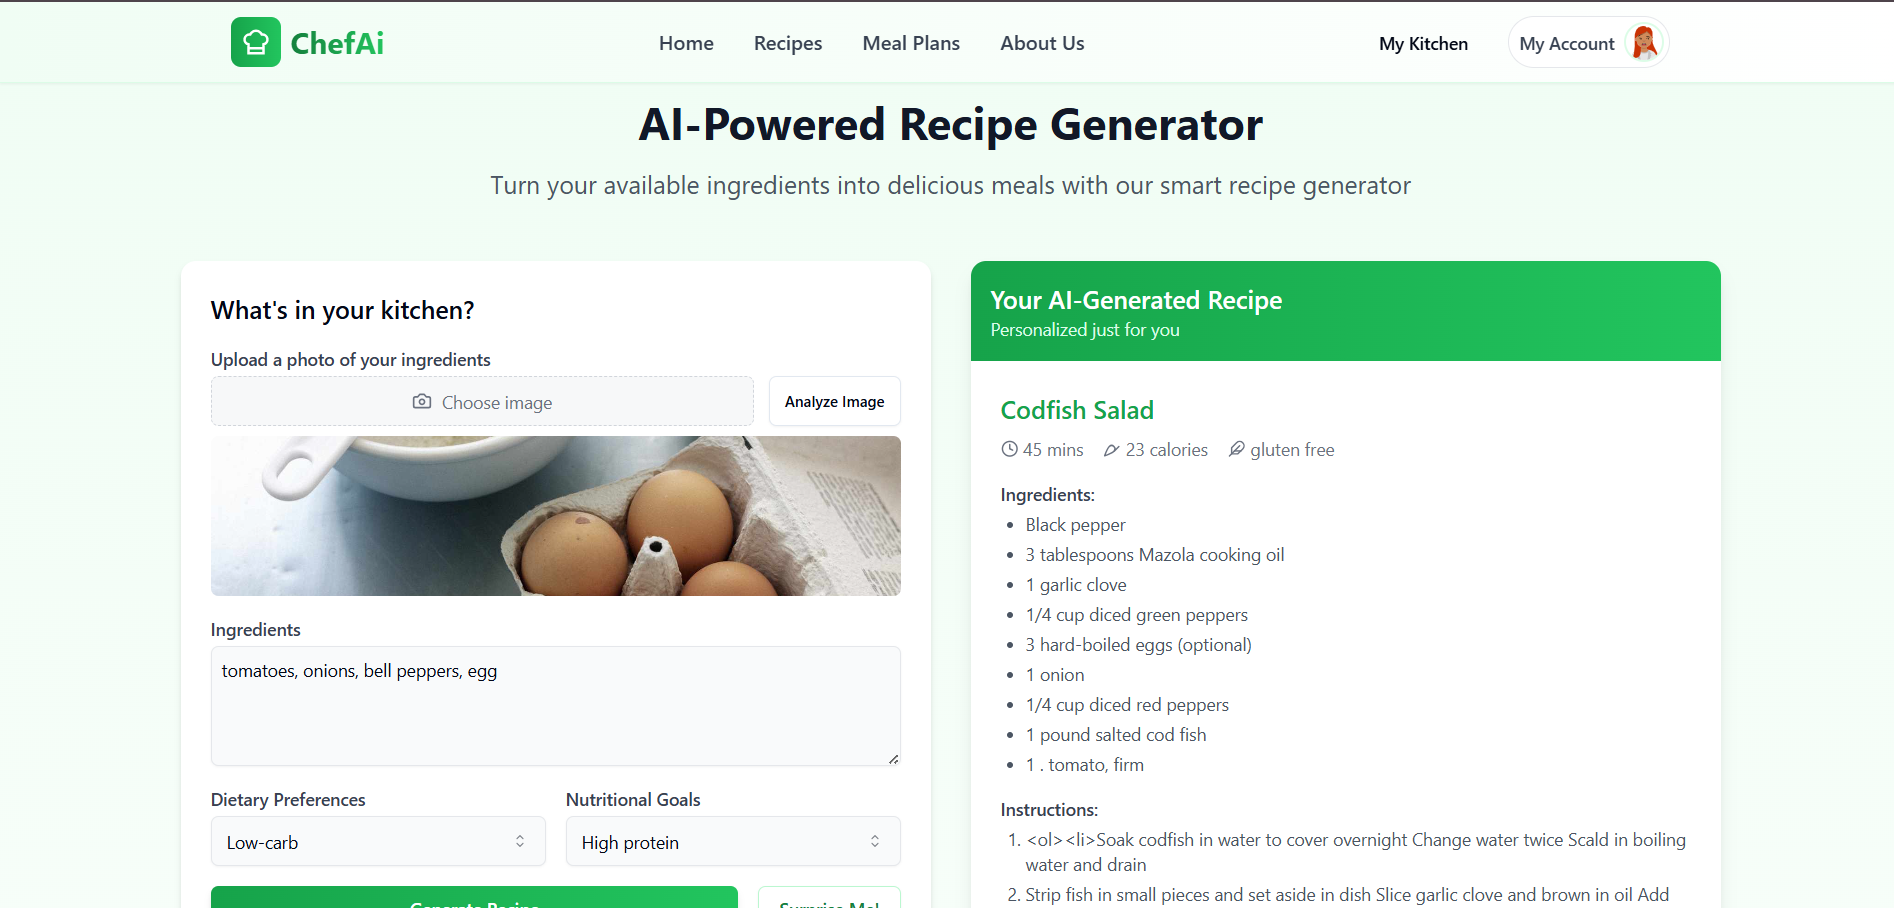 ChefAi
Home
Recipes
Meal Plans
About Us
My Kitchen
My Account
AI-Powered Recipe Generator
Turn your available ingredients into delicious meals with our smart recipe generator
What's in your kitchen?
Upload a photo of your ingredients
Choose image
Analyze Image
Ingredients
tomatoes, onions, bell peppers, egg
Dietary Preferences
Nutritional Goals
Low-carb
High protein
Generate Recipe
Surprise Me!
Your AI-Generated Recipe
Personalized just for you
Codfish Salad
45 mins
23 calories
gluten free
Ingredients:
Black pepper
3 tablespoons Mazola cooking oil
1 garlic clove
1/4 cup diced green peppers
3 hard-boiled eggs (optional)
1 onion
1/4 cup diced red peppers
1 pound salted cod fish
1 . tomato, firm
Instructions:
1. <ol><li>Soak codfish in water to cover overnight Change water twice Scald in boiling
water and drain
2. Strip fish in small pieces and set aside in dish Slice garlic clove and brown in oil Add